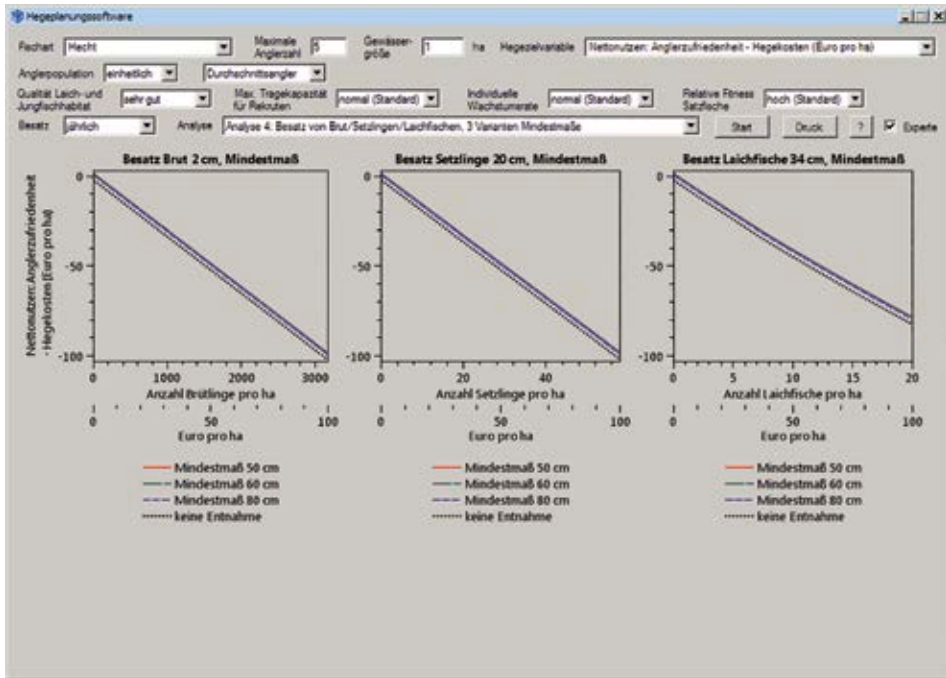 Hegeplanungssoftware
Fischart Hecht Maximale Anglerzahl 5 Gewässer-größe 1 ha Hegezielvariable Nettonutzen: Anglerzufriedenheit - Hegekosten (Euro pro ha)
Anglerpopulation einheitlich Durchschnittsangler
Qualität Laich- und Jungfischhabitat sehr gut Max. Tragekapazität für Rekruten normal (Standard) Individuelle Wachstumsrate normal (Standard) Relative Fitness Satzfische hoch (Standard)
Besatz jährlich Analyse Analyse 4: Besatz von Brut/Setzlingen/Laichfischen, 3 Varianten Mindestmaße Start Druck ? Experte
Besatz Brut 2 cm, Mindestmaß
Nettonutzen: Anglerzufriedenheit
- Hegekosten (Euro pro ha)
0
-50
-100
0 1000 2000 3000
Anzahl Brütlinge pro ha
0 50 100
Euro pro ha
Mindestmaß 50 cm
Mindestmaß 60 cm
Mindestmaß 80 cm
keine Entnahme
Besatz Setzlinge 20 cm, Mindestmaß
0
-50
-100
0 20 40
Anzahl Setzlinge pro ha
0 50 100
Euro pro ha
Mindestmaß 50 cm
Mindestmaß 60 cm
Mindestmaß 80 cm
keine Entnahme
Besatz Laichfische 34 cm, Mindestmaß
0
-50
-100
0 5 10 15 20
Anzahl Laichfische pro ha
0 50 100
Euro pro ha
Mindestmaß 50 cm
Mindestmaß 60 cm
Mindestmaß 80 cm
keine Entnahme